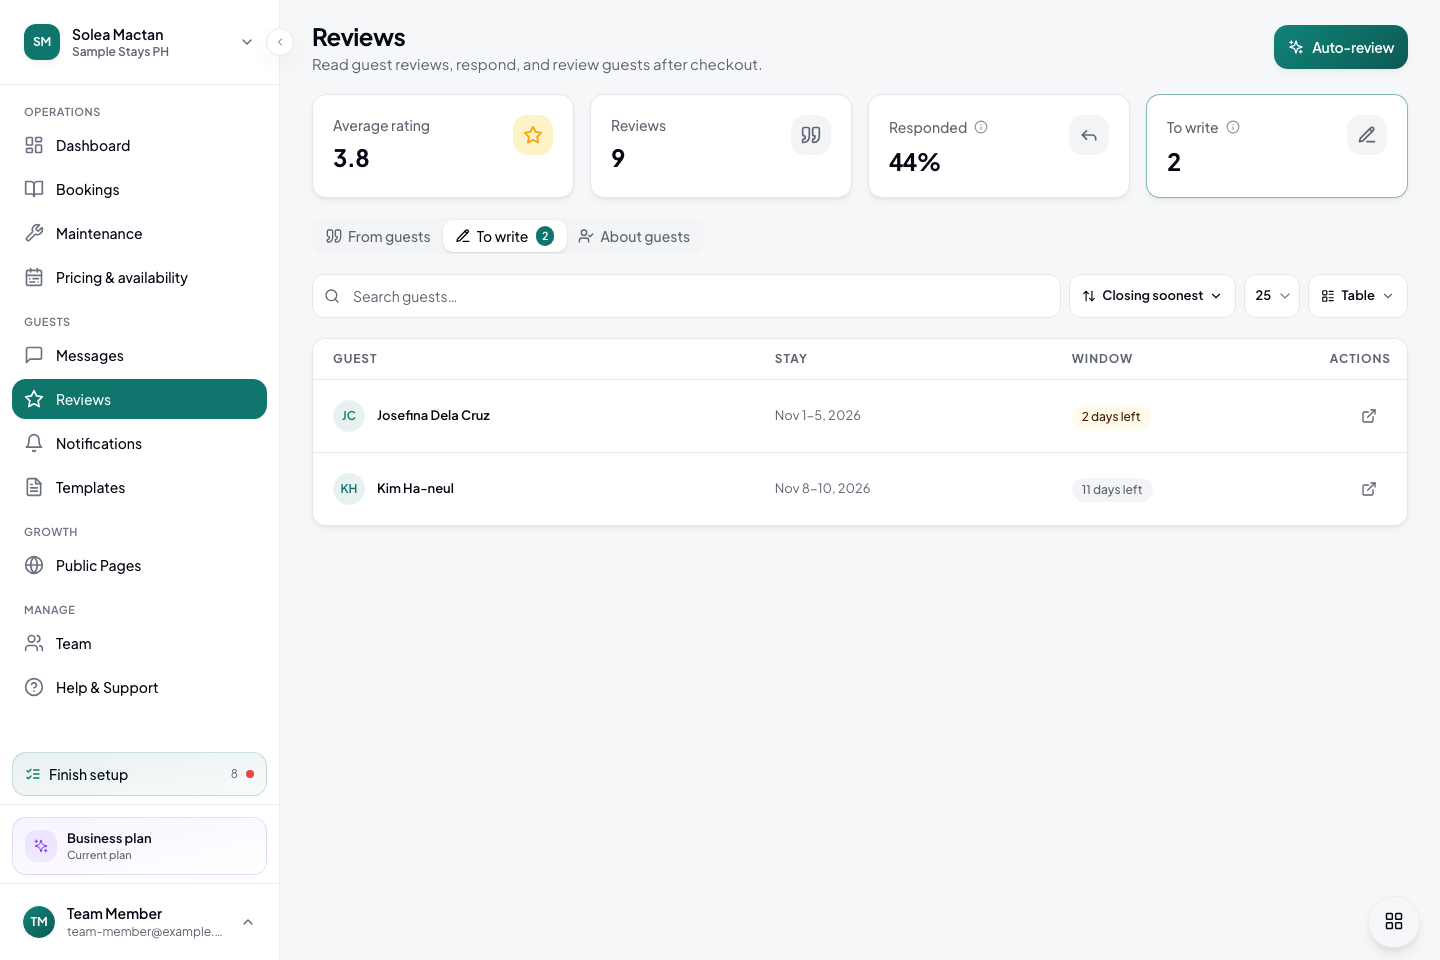 SM
Solea Mactan
Sample Stays PH
OPERATIONS
Dashboard
Bookings
Maintenance
Pricing & availability
GUESTS
Messages
Reviews
Notifications
Templates
GROWTH
Public Pages
MANAGE
Team
Help & Support
Finish setup 8
Business plan
Current plan
TM
Team Member
team-member@example....
Reviews
Read guest reviews, respond, and review guests after checkout.
Auto-review
Average rating
3.8
Reviews
9
Responded
44%
To write
2
From guests
To write 2
About guests
Search guests...
Closing soonest
25
Table
GUEST STAY WINDOW ACTIONS
JC Josefina Dela Cruz Nov 1–5, 2026 2 days left
KH Kim Ha-neul Nov 8–10, 2026 11 days left